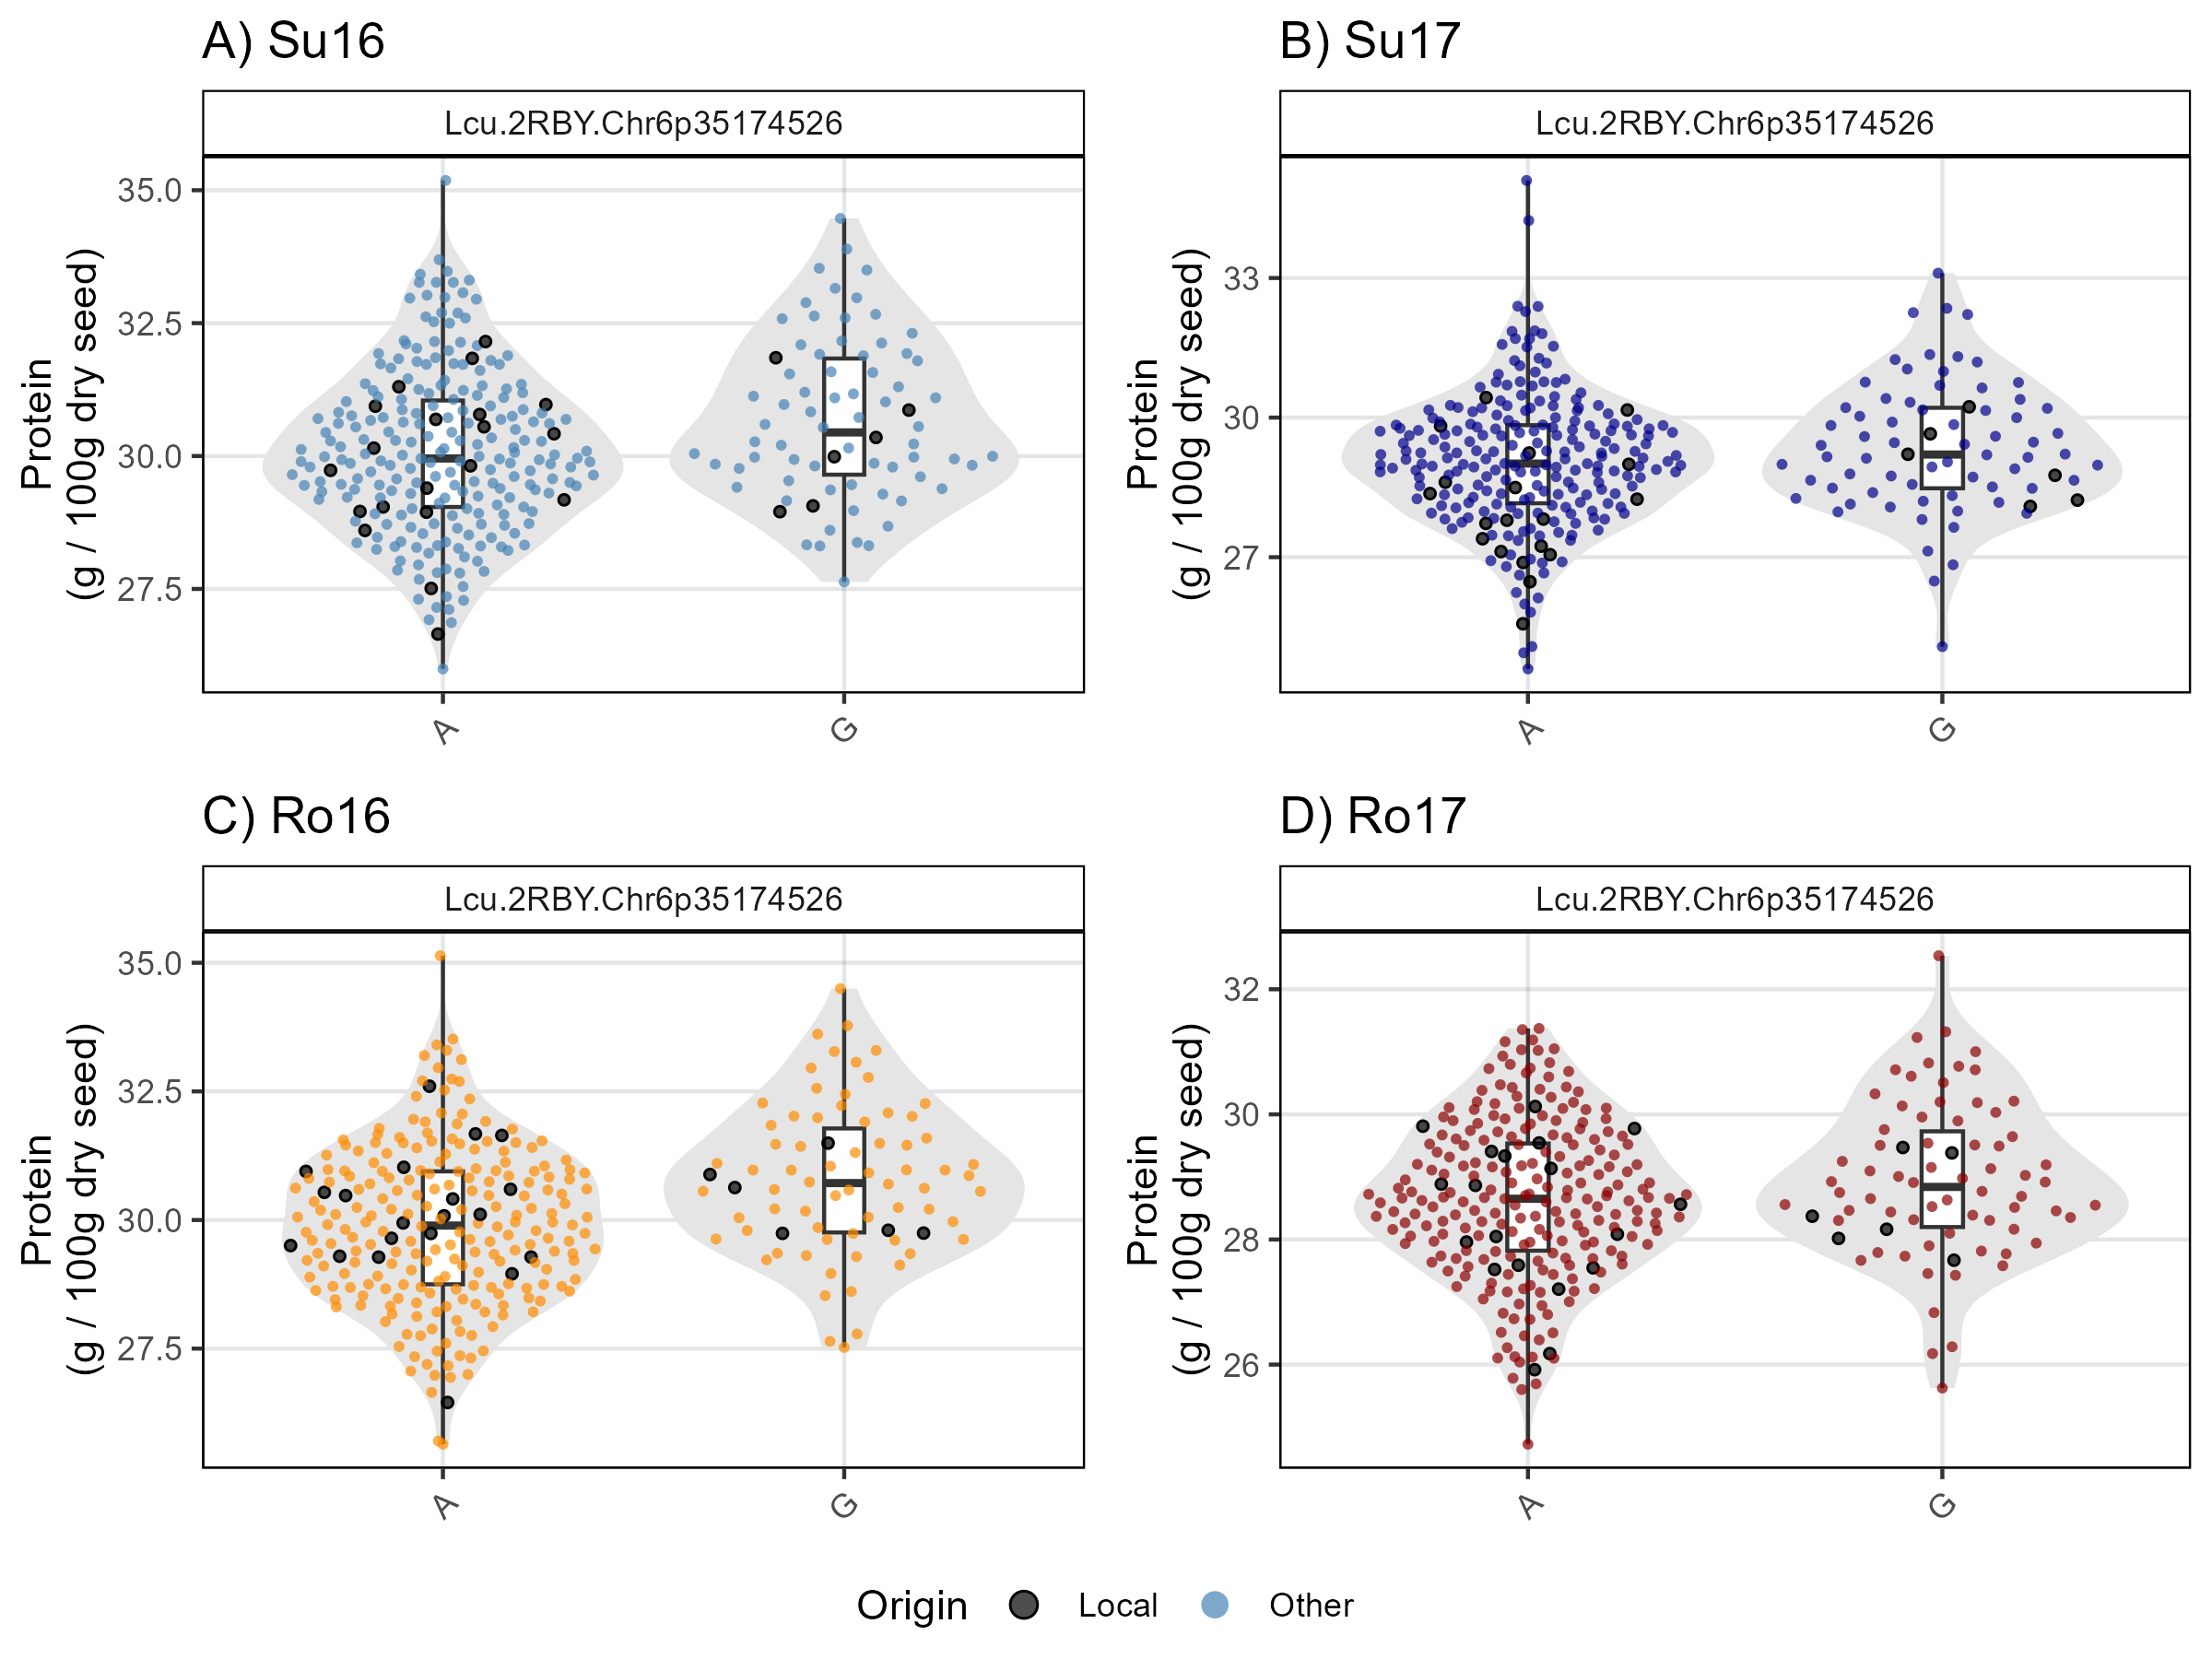 A) Su16
Lcu.2RBY.Chr6p35174526
Protein
(g / 100g dry seed)
35.0
32.5
30.0
27.5
A
G
B) Su17
Lcu.2RBY.Chr6p35174526
Protein
(g / 100g dry seed)
33
30
27
A
G
C) Ro16
Lcu.2RBY.Chr6p35174526
Protein
(g / 100g dry seed)
35.0
32.5
30.0
27.5
A
G
D) Ro17
Lcu.2RBY.Chr6p35174526
Protein
(g / 100g dry seed)
32
30
28
26
A
G
Origin Local Other